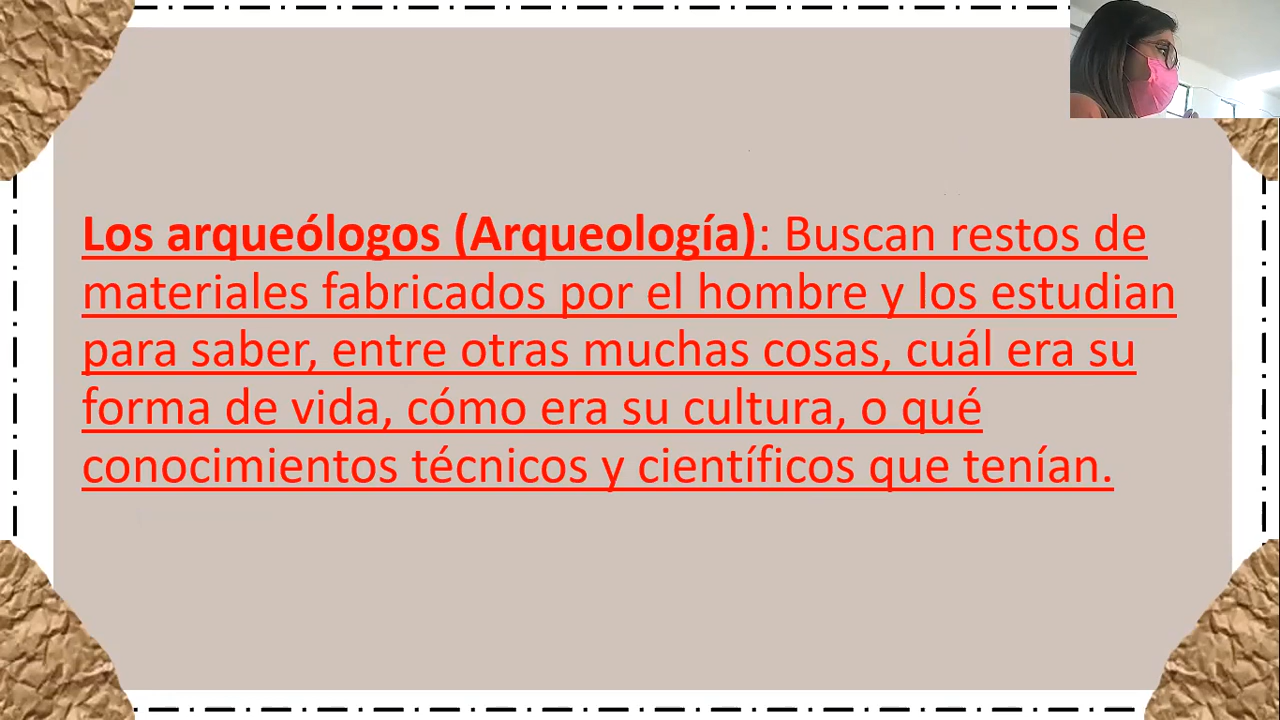 Los arqueólogos (Arqueología): Buscan restos de
materiales fabricados por el hombre y los estudian
para saber, entre otras muchas cosas, cuál era su
forma de vida, cómo era su cultura, o qué
conocimientos técnicos y científicos que tenían.